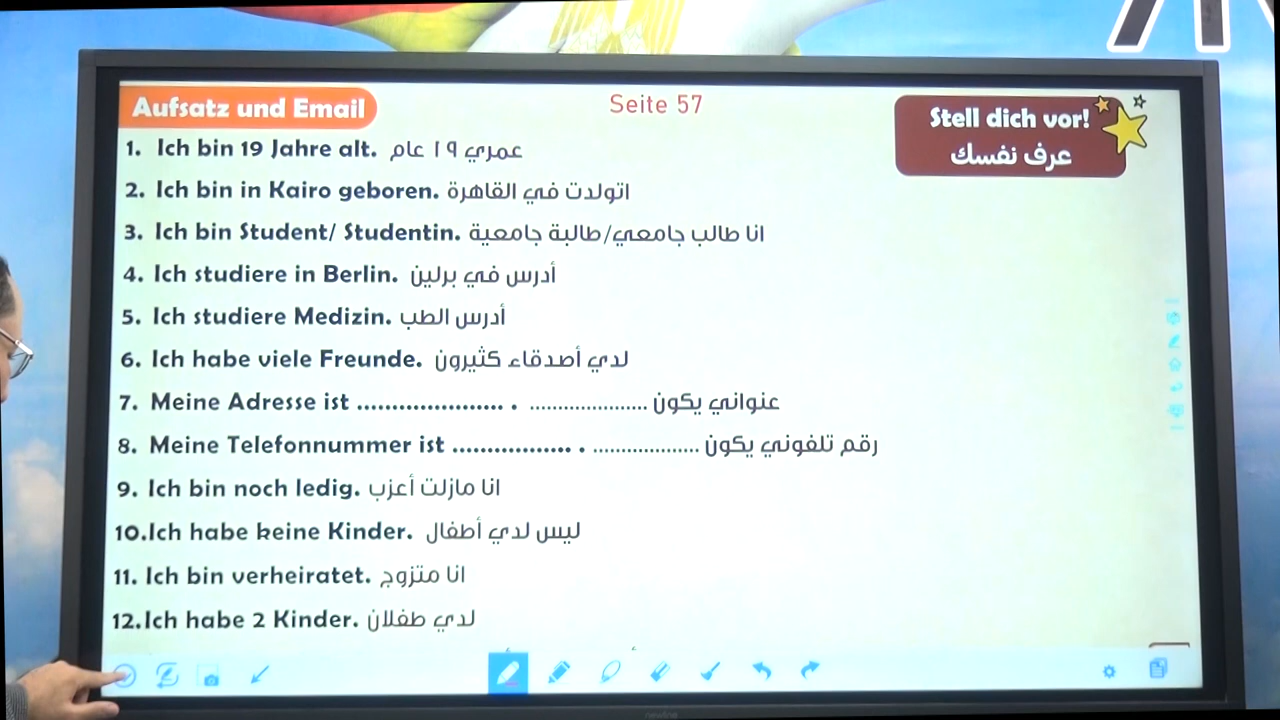 Aufsatz und Email
Seite 57
Stell dich vor!
عرف نفسك
1. Ich bin 19 Jahre alt. عمري ١٩ عام
2. Ich bin in Kairo geboren. اتولدت في القاهرة
3. Ich bin Student/ Studentin. انا طالب جامعي/طالبة جامعية
4. Ich studiere in Berlin. أدرس في برلين
5. Ich studiere Medizin. أدرس الطب
6. Ich habe viele Freunde. لدي أصدقاء كثيرون
7. Meine Adresse ist ..................... . عنواني يكون .....................
8. Meine Telefonnummer ist ................. . رقم تلفوني يكون ...................
9. Ich bin noch ledig. انا مازلت أعزب
10.Ich habe keine Kinder. ليس لدي أطفال
11. Ich bin verheiratet. انا متزوج
12.Ich habe 2 Kinder. لدي طفلان
newline